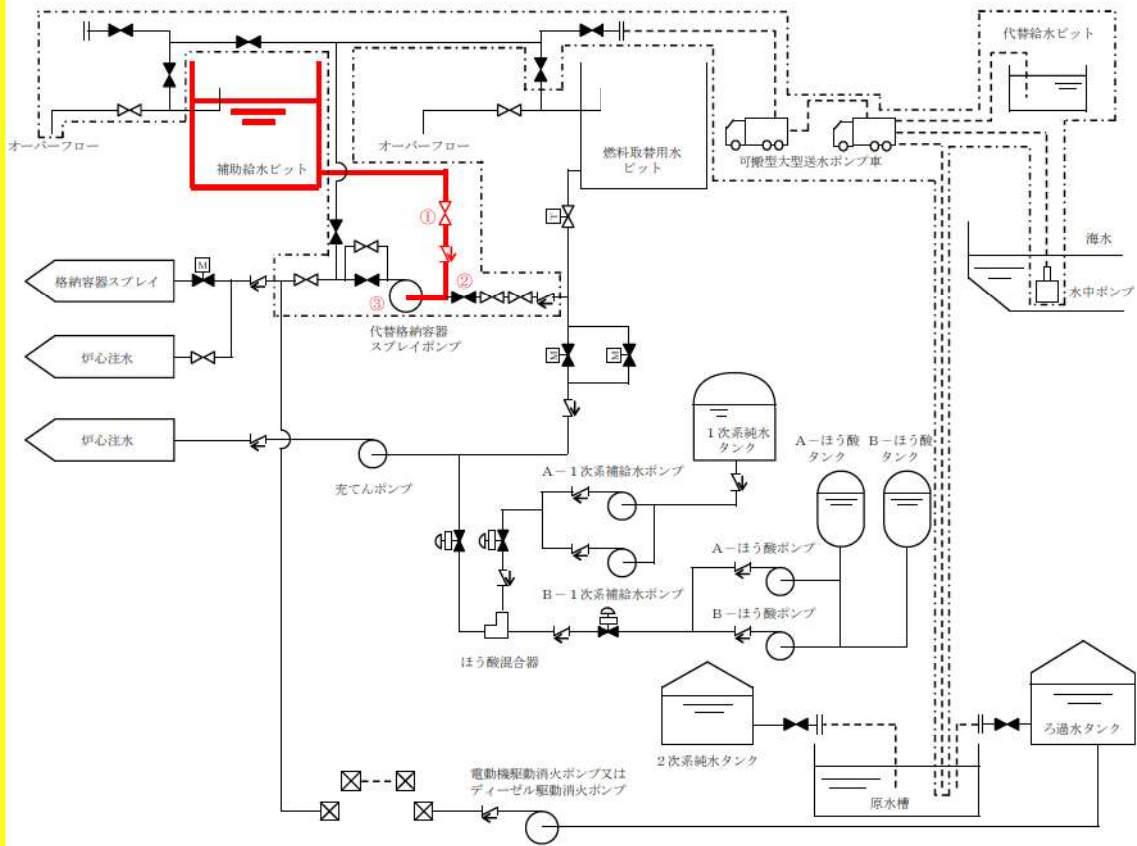 代替給水ピット
オーバーフロー
補助給水ピット
オーバーフロー
燃料取替用水
ピット
可搬型大型送水ポンプ車
①
T
海水
M
格納容器スプレイ
②
③
水中ポンプ
代替格納容器
スプレイポンプ
炉心注水
M
M
炉心注水
1次系純水
タンク
A-ほう酸
タンク
B-ほう酸
タンク
A-1次系補給水ポンプ
充てんポンプ
A-ほう酸ポンプ
B-1次系補給水ポンプ
B-ほう酸ポンプ
ほう酸混合器
ろ過水タンク
2次系純水タンク
電動機駆動消火ポンプ又は
ディーゼル駆動消火ポンプ
原水槽